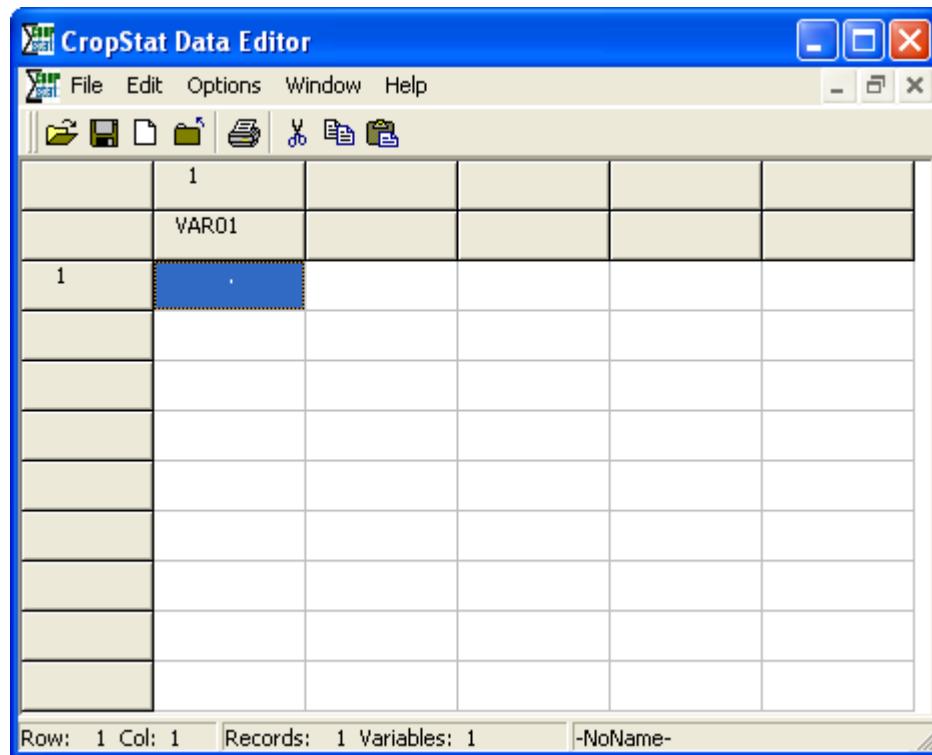 CropStat Data Editor
File Edit Options Window Help
1
VAR01
1
Row: 1 Col: 1 Records: 1 Variables: 1 -NoName-